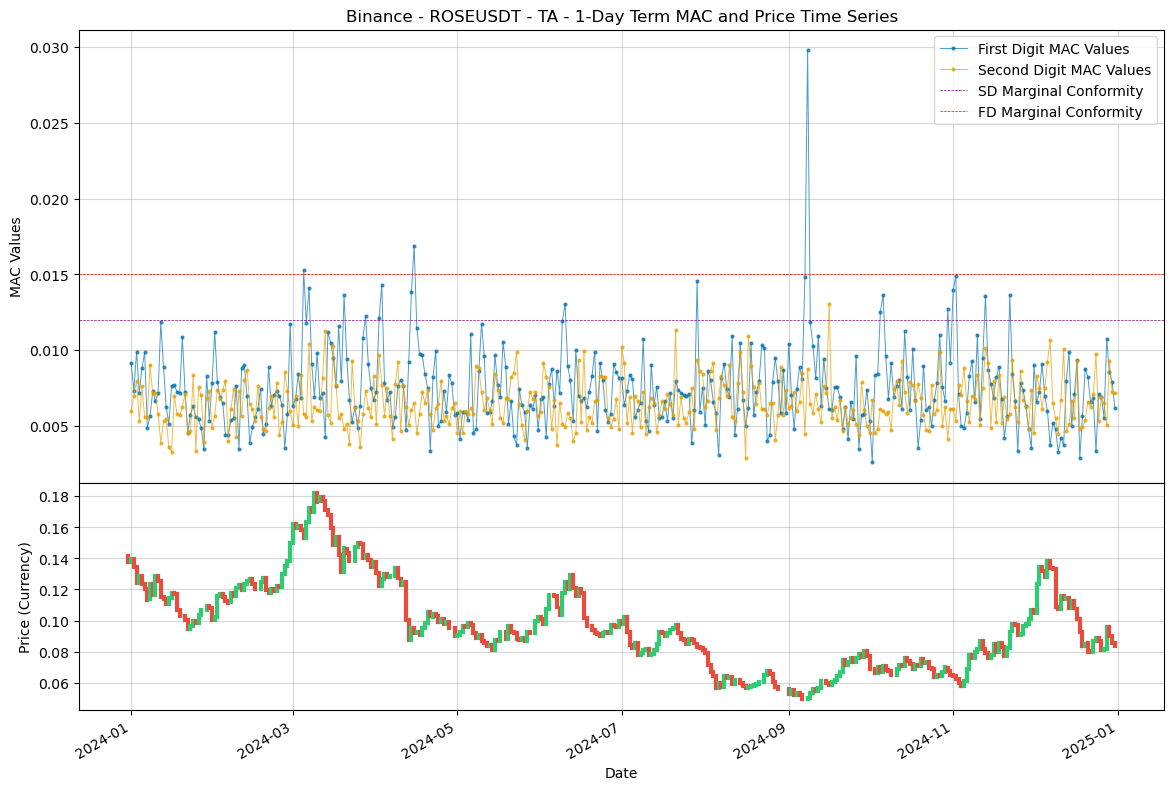 Binance - ROSEUSDT - TA - 1-Day Term MAC and Price Time Series
First Digit MAC Values
Second Digit MAC Values
SD Marginal Conformity
FD Marginal Conformity
MAC Values
0.030
0.025
0.020
0.015
0.010
0.005
Price (Currency)
0.18
0.16
0.14
0.12
0.10
0.08
0.06
2024-01
2024-03
2024-05
2024-07
2024-09
2024-11
2025-01
Date